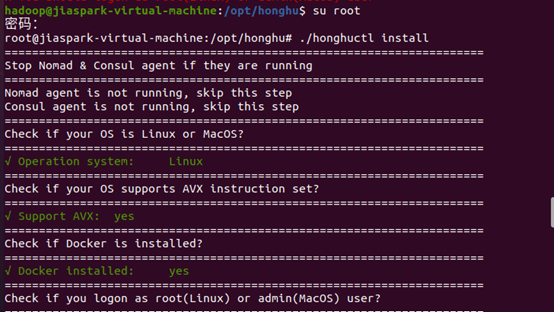 hadoop@jiaspark-virtual-machine:/opt/honghu$ su root
密码:
root@jiaspark-virtual-machine:/opt/honghu# ./honghuctl install
====================================================================
Stop Nomad & Consul agent if they are running
====================================================================
Nomad agent is not running, skip this step
Consul agent is not running, skip this step
====================================================================
Check if your OS is Linux or MacOS?
====================================================================
√ Operation system:     Linux
====================================================================
Check if your OS supports AVX instruction set?
====================================================================
√ Support AVX:  yes
====================================================================
Check if Docker is installed?
====================================================================
√ Docker installed:     yes
====================================================================
Check if you logon as root(Linux) or admin(MacOS) user?
====================================================================